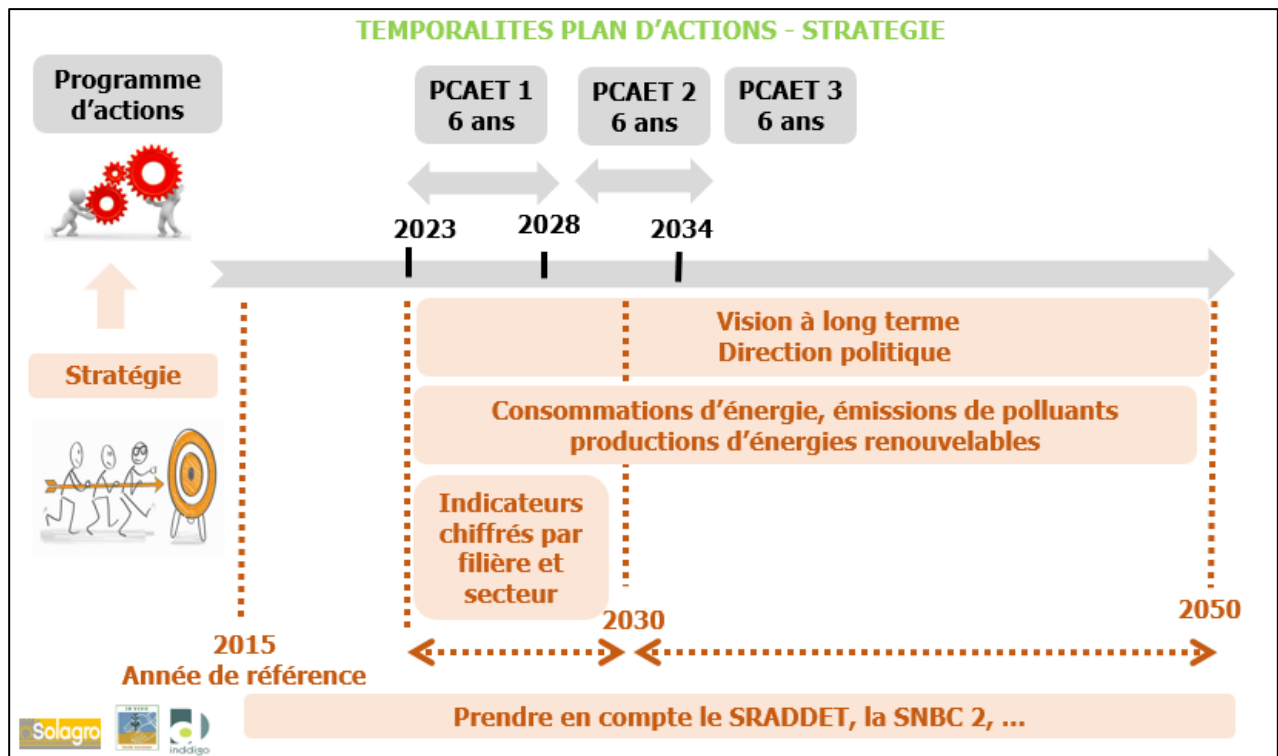 TEMPORALITES PLAN D'ACTIONS - STRATEGIE
Programme
d'actions
PCAET 1
6 ans
PCAET 2
6 ans
PCAET 3
6 ans
2023
2028
2034
Stratégie
Vision à long terme
Direction politique
Consommations d'énergie, émissions de polluants
productions d'énergies renouvelables
Indicateurs
chiffrés par
filière et
secteur
2015
Année de référence
2030
2050
Prendre en compte le SRADDET, la SNBC 2, ...
Solagro
inddigo